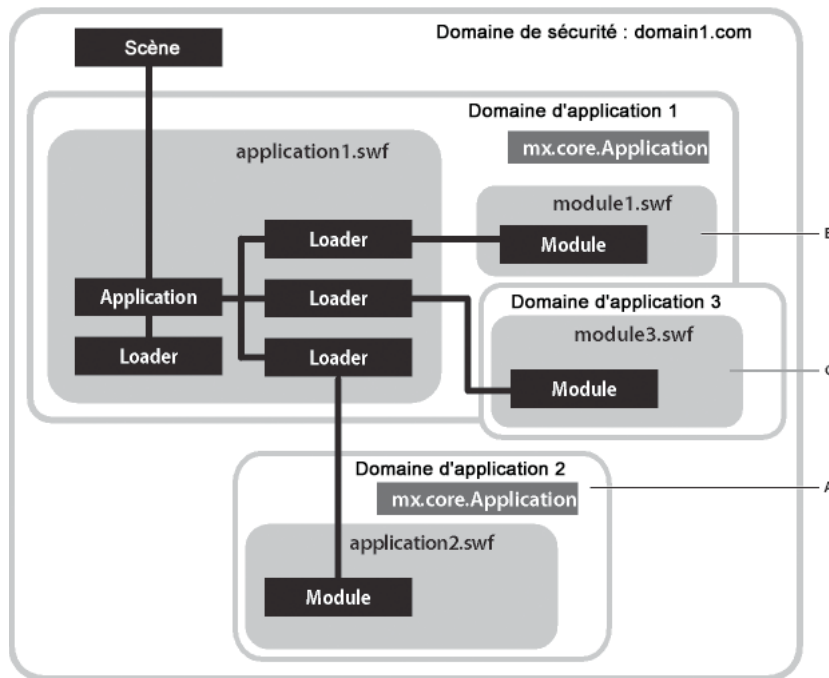 Domaine de sécurité : domain1.com
Scène
Domaine d'application 1
mx.core.Application
application1.swf
module1.swf
Loader
Module
B
Application
Loader
Domaine d'application 3
module3.swf
Loader
Loader
Module
C
Domaine d'application 2
mx.core.Application
A
application2.swf
Module